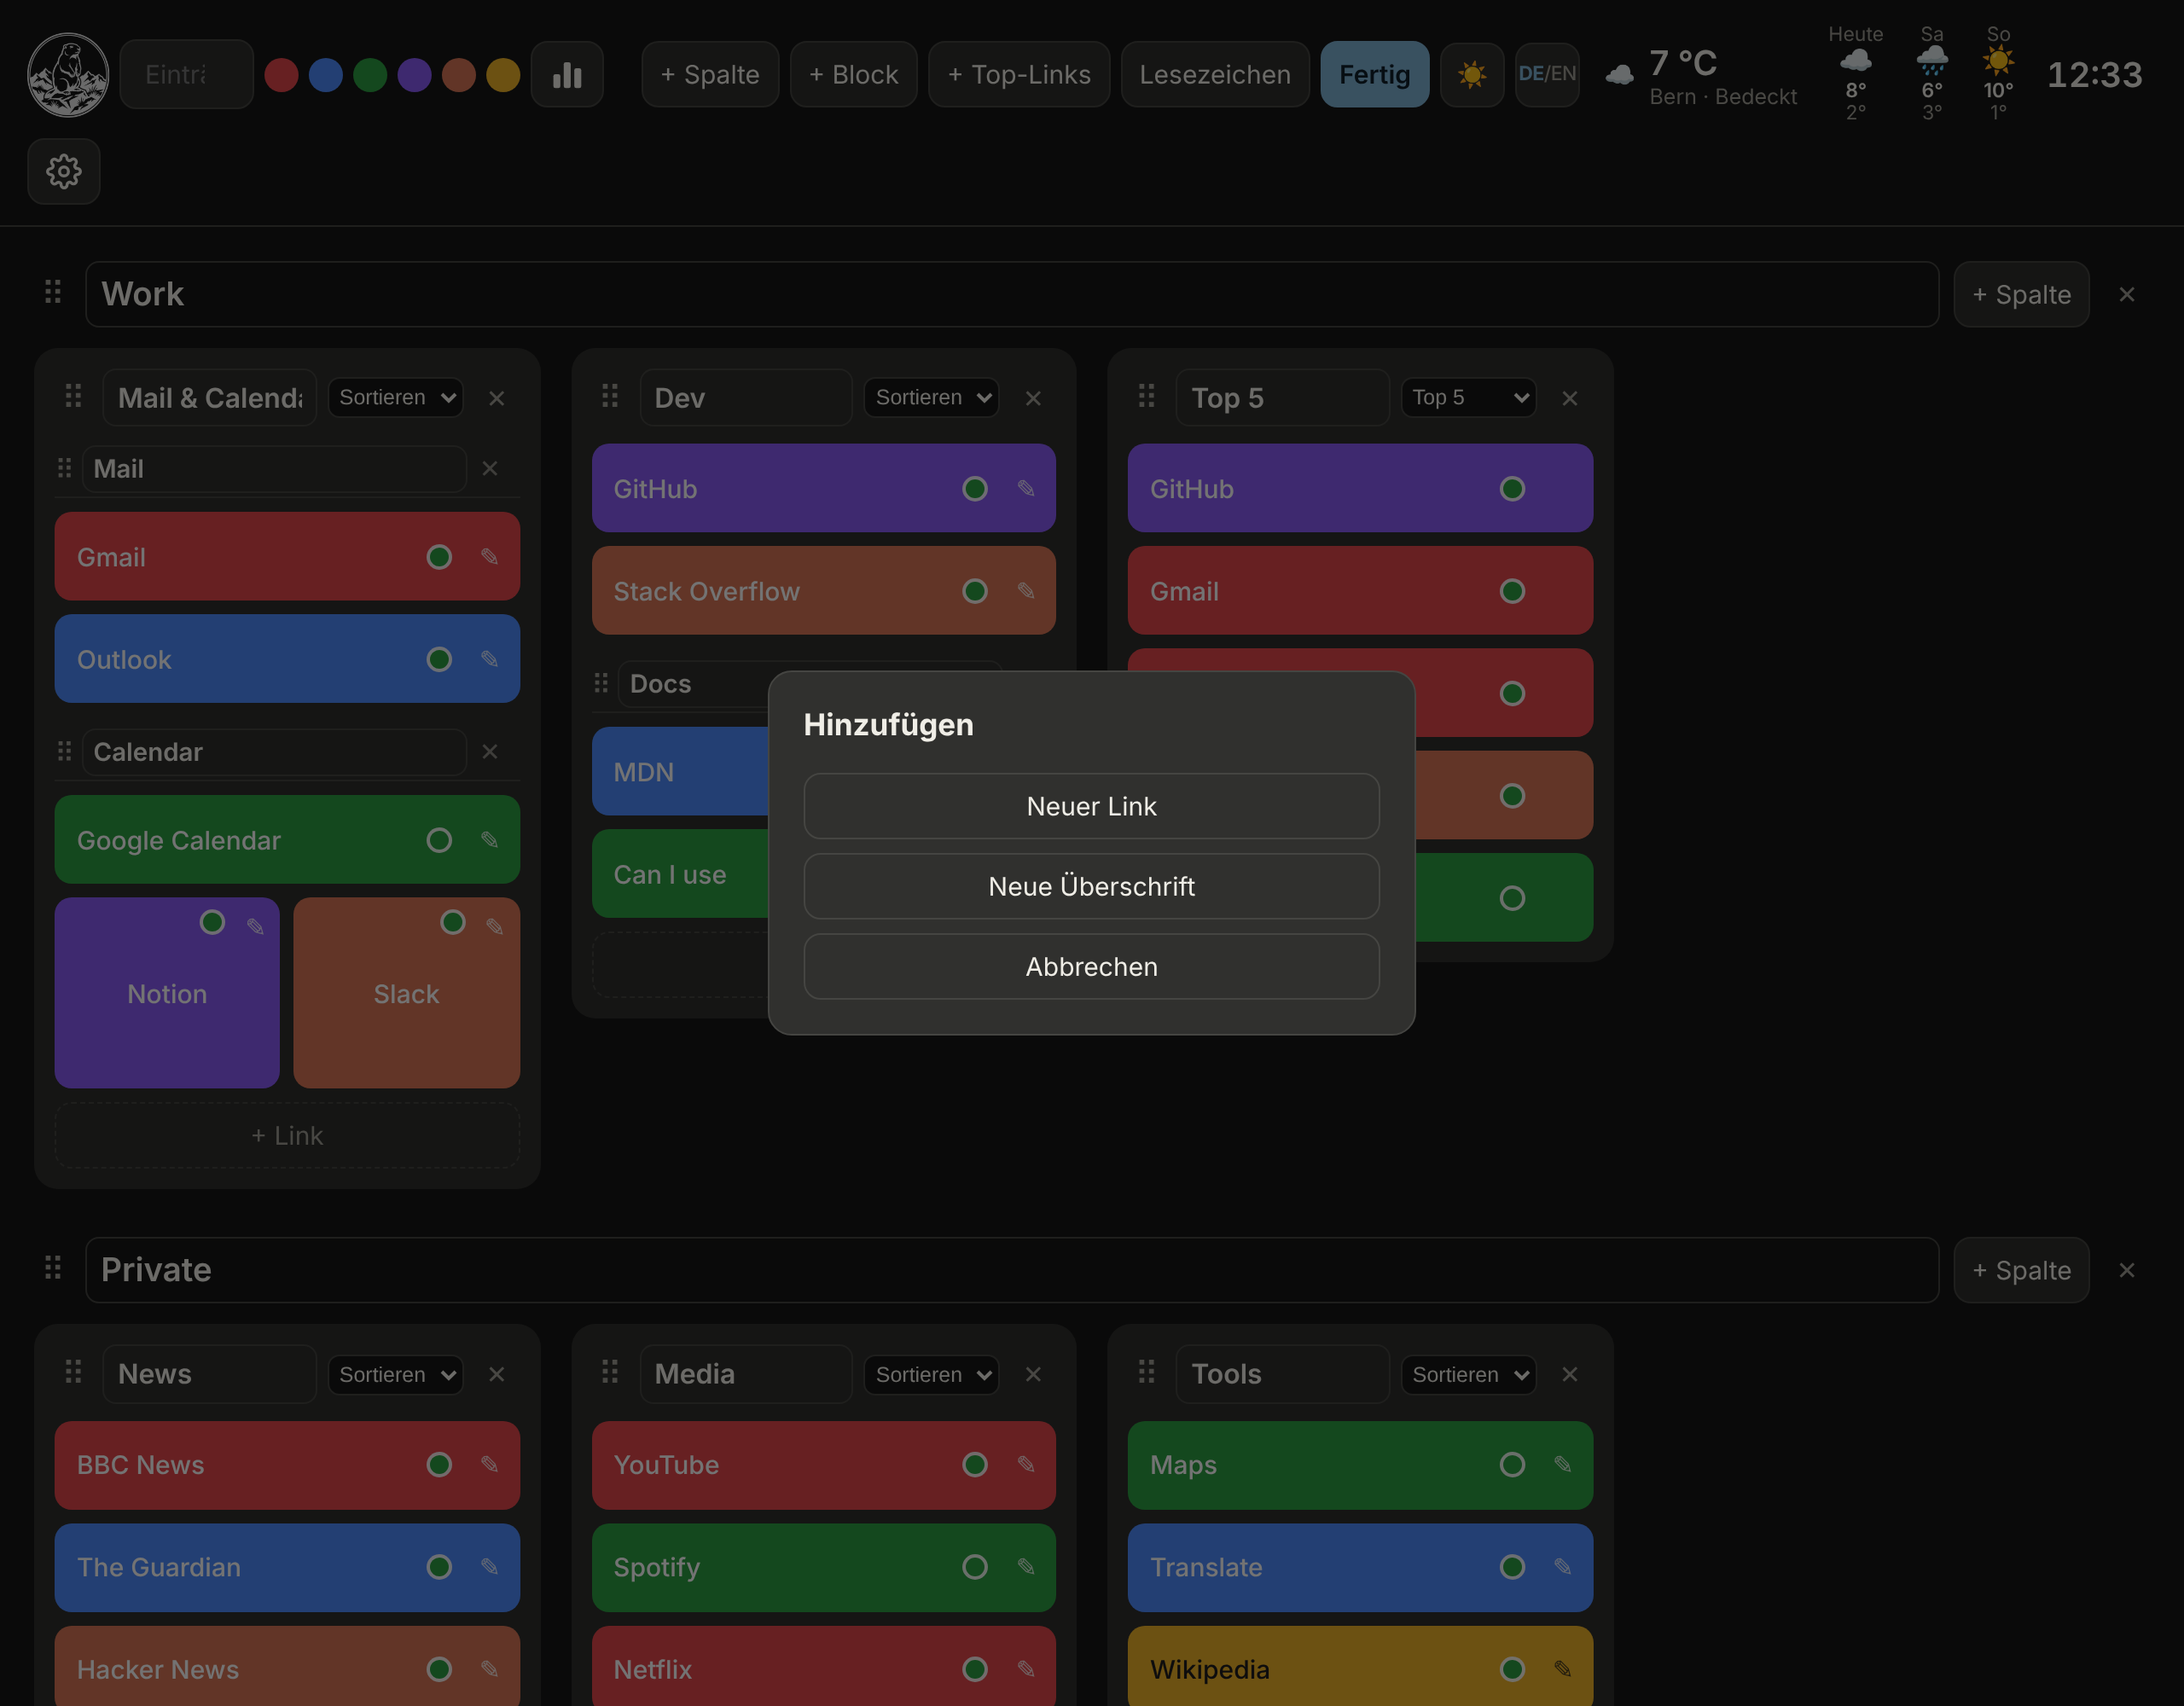 Einträ
+ Spalte
+ Block
+ Top-Links
Lesezeichen
Fertig
DE/EN
7 °C
Bern · Bedeckt
Heute
8°
2°
Sa
6°
3°
So
10°
1°
12:33
Work
+ Spalte
×
Mail & Calenda
Sortieren
×
Mail
×
Gmail
Outlook
Calendar
×
Google Calendar
Notion
Slack
+ Link
Dev
Sortieren
×
GitHub
Stack Overflow
Docs
MDN
Can I use
Top 5
Top 5
×
GitHub
Gmail
Hinzufügen
Neuer Link
Neue Überschrift
Abbrechen
Private
+ Spalte
×
News
Sortieren
×
BBC News
The Guardian
Hacker News
Media
Sortieren
×
YouTube
Spotify
Netflix
Tools
Sortieren
×
Maps
Translate
Wikipedia